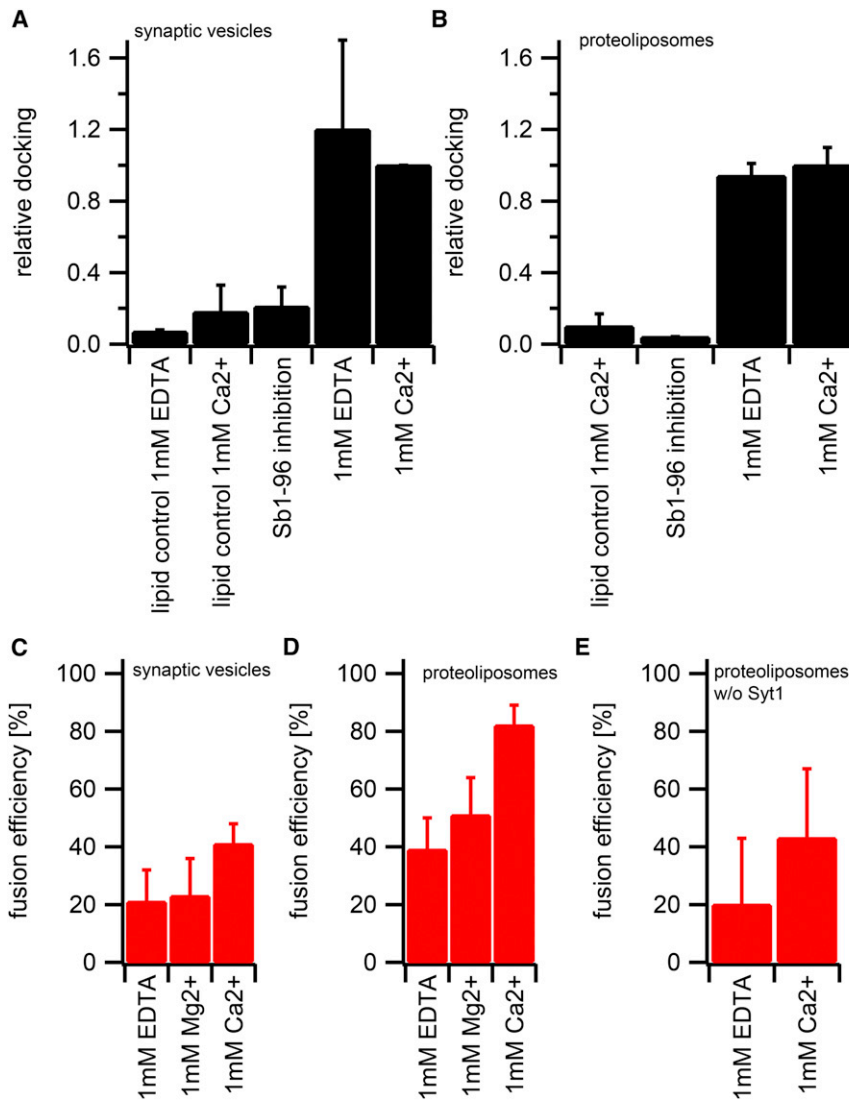 A
synaptic vesicles
relative docking
1.6
1.2
0.8
0.4
0.0
lipid control 1mM EDTA
lipid control 1mM Ca2+
Sb1-96 inhibition
1mM EDTA
1mM Ca2+
B
proteoliposomes
relative docking
1.6
1.2
0.8
0.4
0.0
lipid control 1mM Ca2+
Sb1-96 inhibition
1mM EDTA
1mM Ca2+
C
synaptic vesicles
fusion efficiency [%]
100
80
60
40
20
0
1mM EDTA
1mM Mg2+
1mM Ca2+
D
proteoliposomes
fusion efficiency [%]
100
80
60
40
20
0
1mM EDTA
1mM Mg2+
1mM Ca2+
E
proteoliposomes
w/o Syt1
fusion efficiency [%]
100
80
60
40
20
0
1mM EDTA
1mM Ca2+